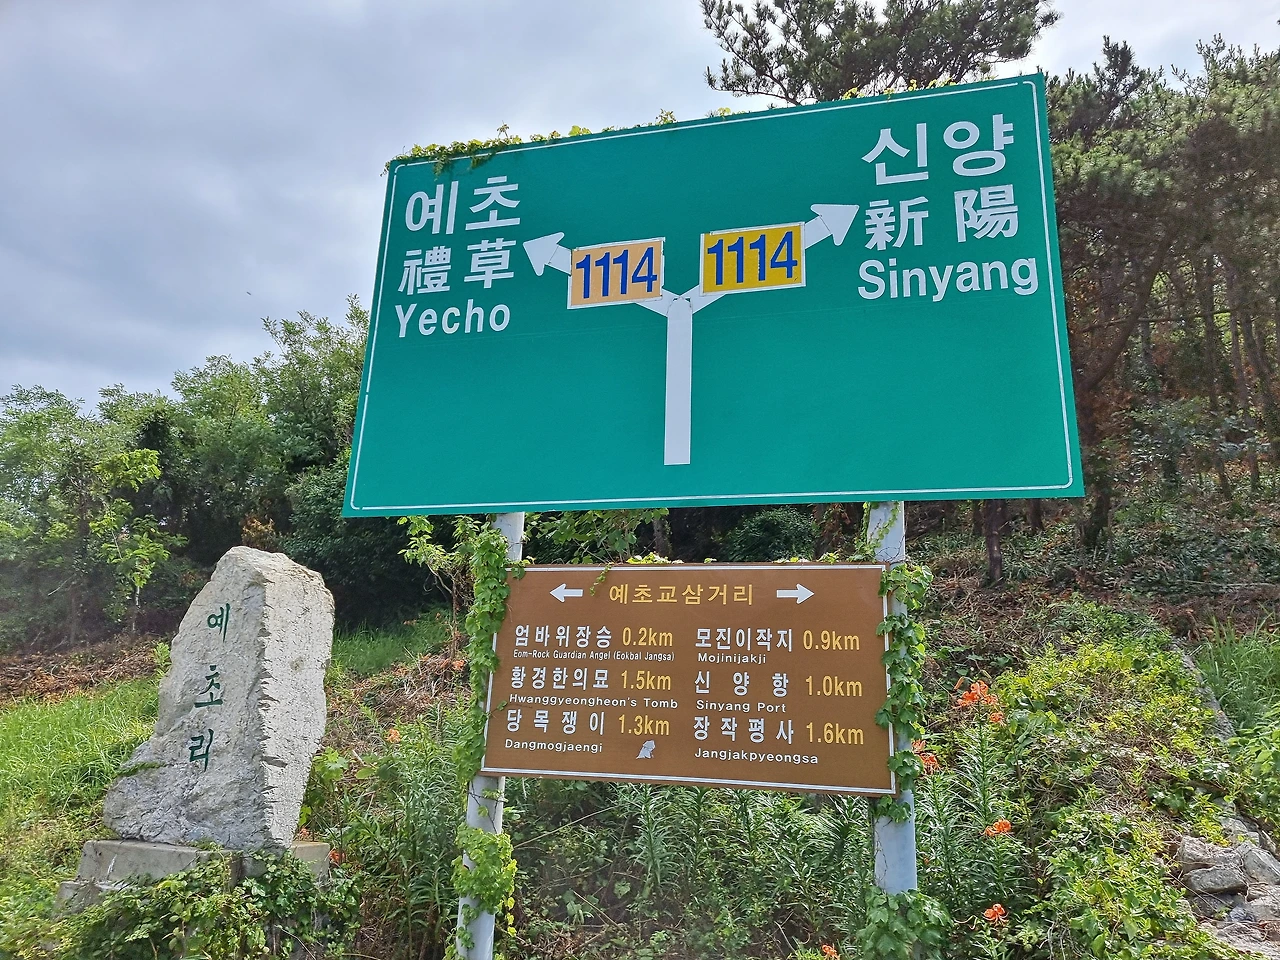 예초
禮草
Yecho
1114
1114
신양
新陽
Sinyang
예초교삼거리
엄바위장승 0.2km
Eom-Rock Guardian Angel (Eokbal Jangsa)
황경한의묘 1.5km
Hwanggyeongheon's Tomb
당목쟁이 1.3km
Dangmogjaengi
모진이작지 0.9km
Mojinijakji
신양항 1.0km
Sinyang Port
장작평사 1.6km
Jangjakpyeongsa
예초리